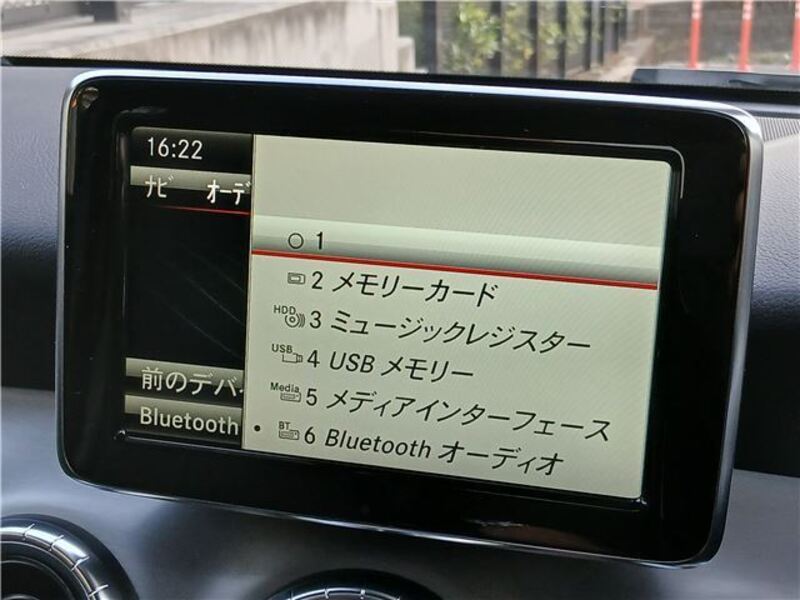 16:22
ナビ オーデ
1
2 メモリーカード
HDD 3 ミュージックレジスター
USB 4 USB メモリー
Media 5 メディアインターフェース
BT 6 Bluetooth オーディオ
前のデバイ
Bluetooth